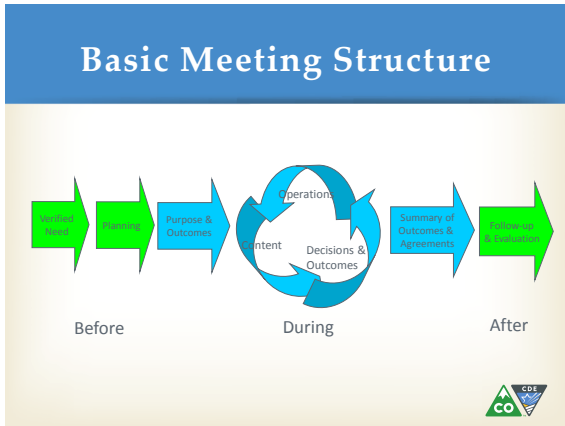 Basic Meeting Structure
Verified
Need
Planning
Purpose &
Outcomes
Operations
Content
Decisions &
Outcomes
Summary of
Outcomes &
Agreements
Follow-up
& Evaluation
Before
During
After
CO
CDE